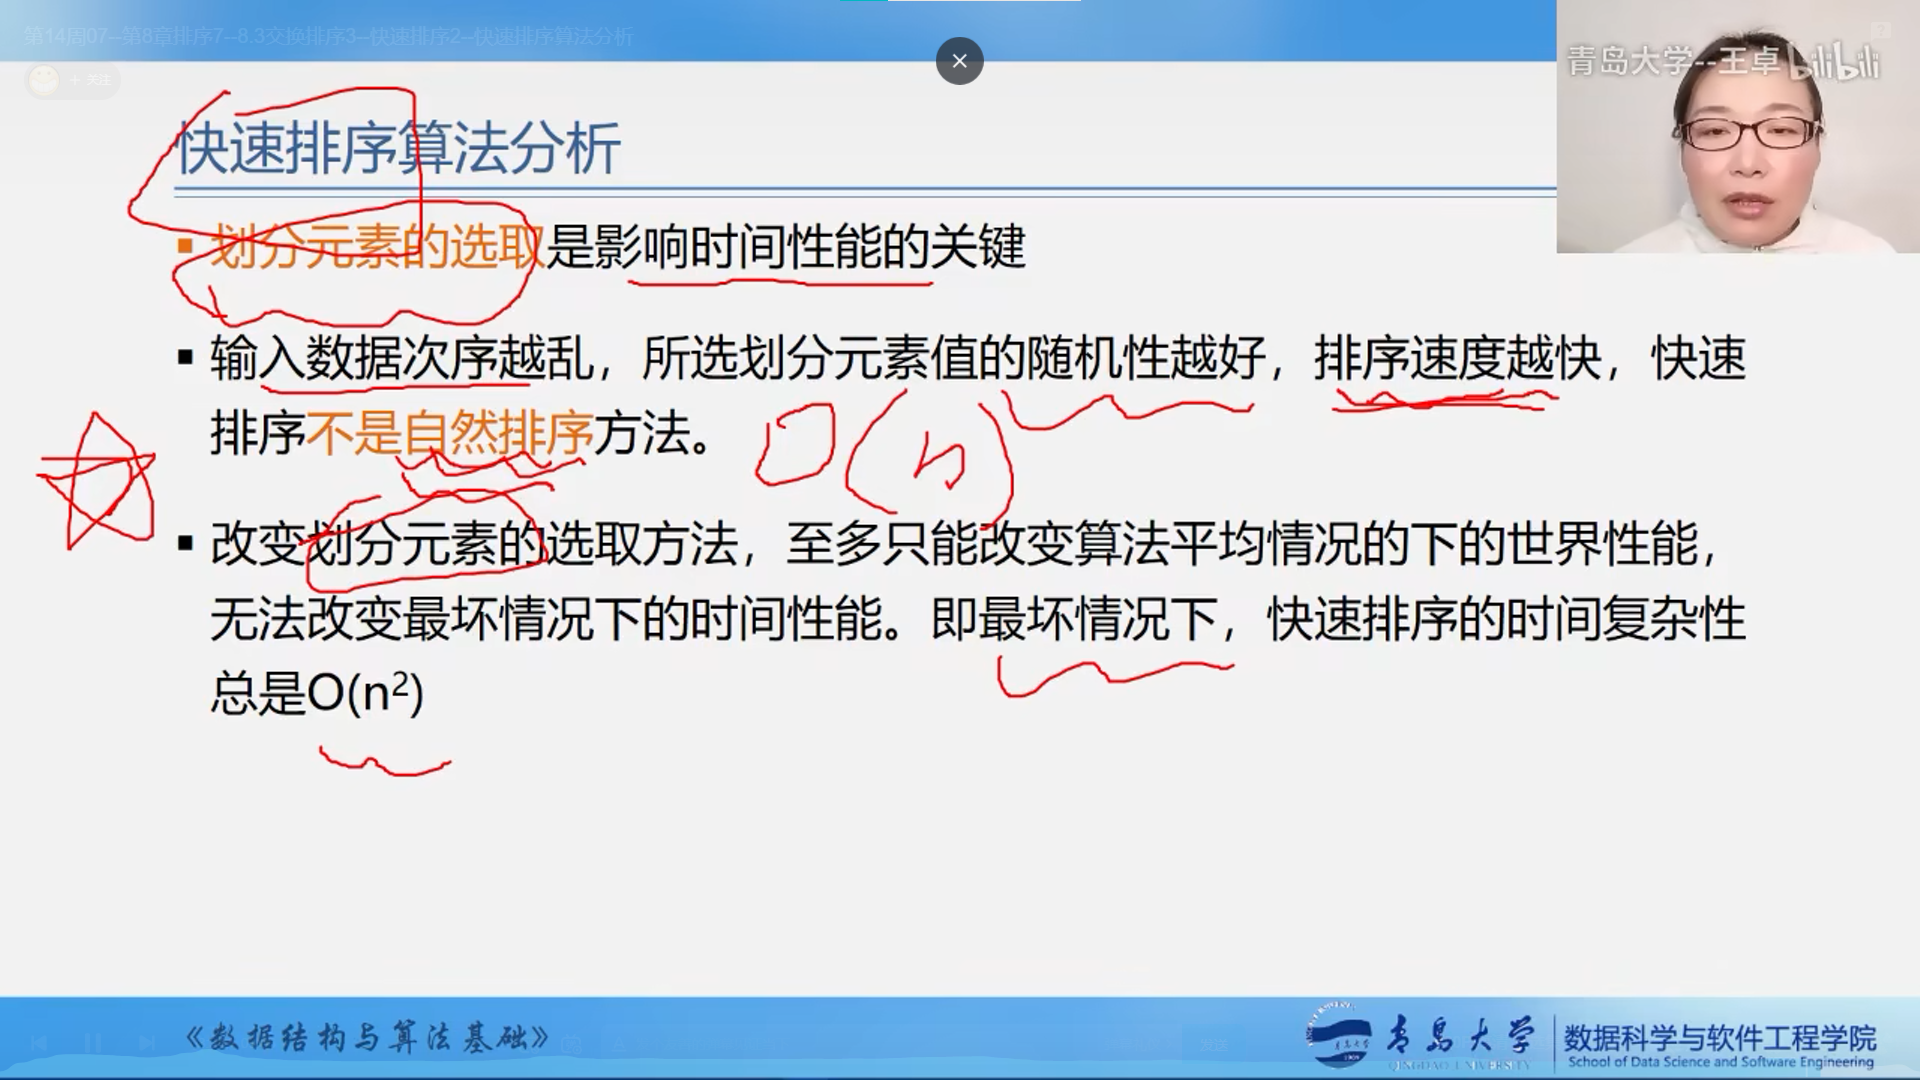 第14周07--第8章排序7--8.3交换排序3--快速排序2--快速排序算法分析
+ 关注
青岛大学--王卓 bilibili
快速排序算法分析
划分元素的选取是影响时间性能的关键
输入数据次序越乱，所选划分元素值的随机性越好，排序速度越快，快速
排序不是自然排序方法。
O(n)
改变划分元素的选取方法，至多只能改变算法平均情况的下的世界性能，
无法改变最坏情况下的时间性能。即最坏情况下，快速排序的时间复杂性
总是O(n²)
《数据结构与算法基础》
青岛大学
QINGDAO UNIVERSITY
数据科学与软件工程学院
School of Data Science and Software Engineering